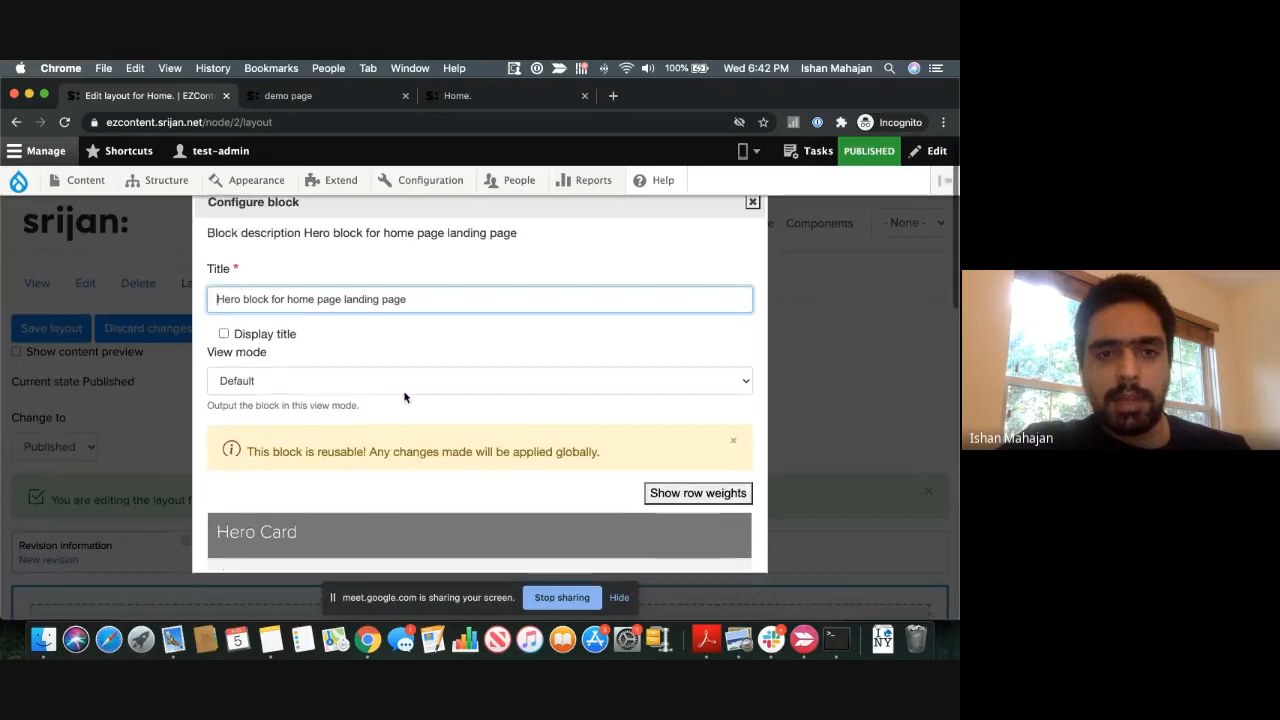 Chrome File Edit View History Bookmarks People Tab Window Help 100% Wed 6:42 PM Ishan Mahajan
Edit layout for Home. | EZCont demo page Home.
ezcontent.srijan.net/node/2/layout Incognito
Manage Shortcuts test-admin Tasks PUBLISHED Edit
Content Structure Appearance Extend Configuration People Reports Help
Configure block
srijan:
Components - None -
Block description Hero block for home page landing page
Title *
View Edit Delete
Hero block for home page landing page
Save layout Discard changes
Display title
Show content preview
View mode
Current state Published
Default
Output the block in this view mode.
Change to
Published
This block is reusable! Any changes made will be applied globally.
Show row weights
You are editing the layout f
Hero Card
Revision information
New revision
meet.google.com is sharing your screen. Stop sharing Hide
Ishan Mahajan